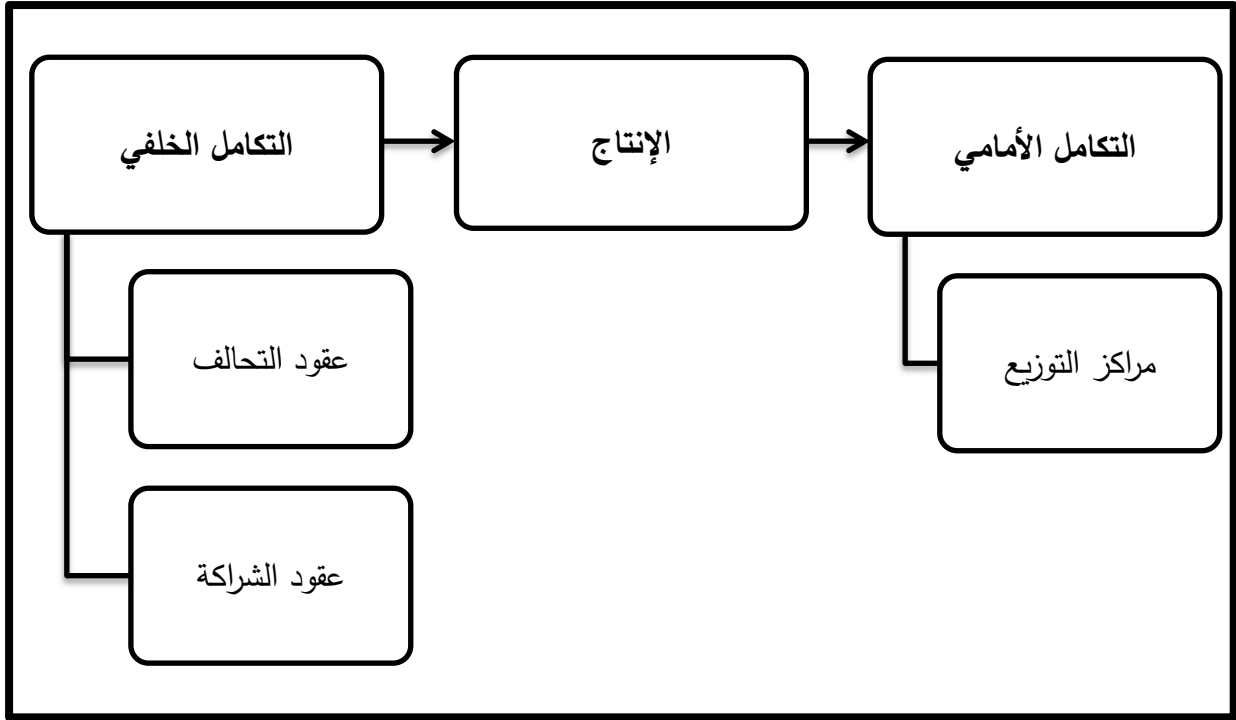 التكامل الخلفي
الإنتاج
التكامل الأمامي
عقود التحالف
مراكز التوزيع
عقود الشراكة